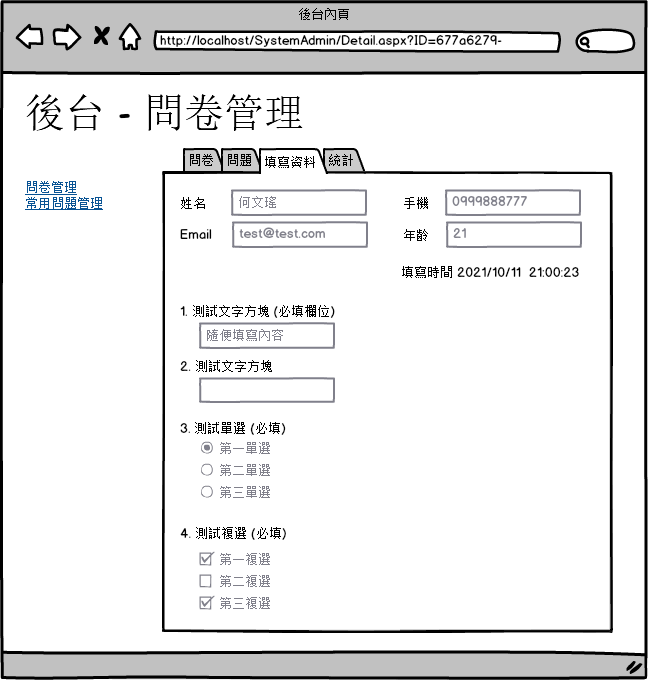 後台內頁
http://localhost/SystemAdmin/Detail.aspx?ID=677a6279-
後台 - 問卷管理
問卷 問題 填寫資料 統計
問卷管理
常用問題管理
姓名 何文瑤 手機 0999888777
Email test@test.com 年齡 21
填寫時間 2021/10/11 21:00:23
1. 測試文字方塊 (必填欄位)
隨便填寫內容
2. 測試文字方塊
3. 測試單選 (必填)
第一單選
第二單選
第三單選
4. 測試複選 (必填)
第一複選
第二複選
第三複選